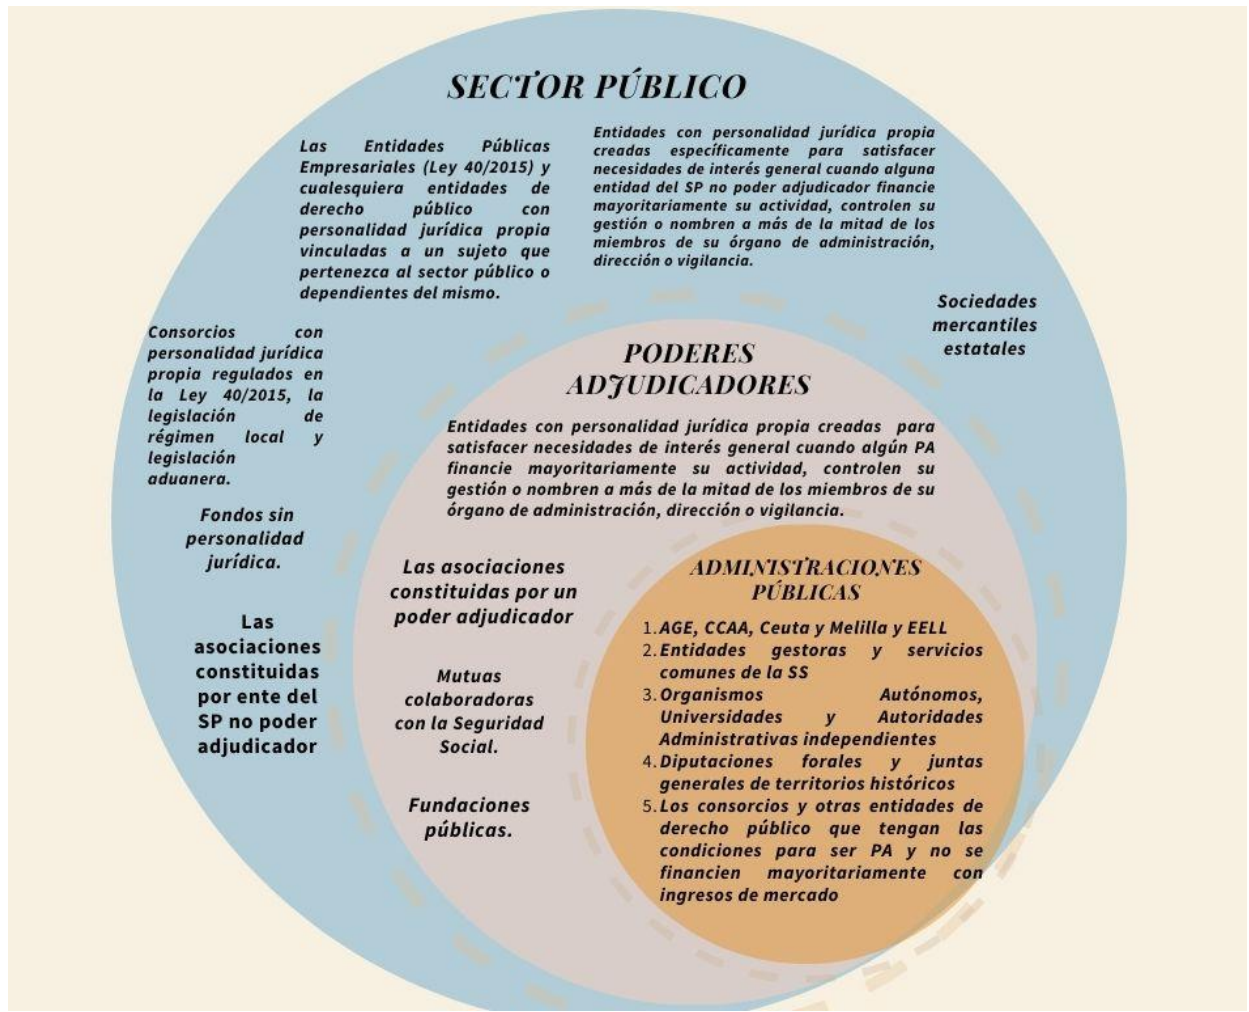 SECTOR PÚBLICO
Las Entidades Públicas
Empresariales (Ley 40/2015) y
cualesquiera entidades de
derecho público con
personalidad jurídica propia
vinculadas a un sujeto que
pertenezca al sector público o
dependientes del mismo.
Entidades con personalidad jurídica propia
creadas específicamente para satisfacer
necesidades de interés general cuando alguna
entidad del SP no poder adjudicador financie
mayoritariamente su actividad, controlen su
gestión o nombren a más de la mitad de los
miembros de su órgano de administración,
dirección o vigilancia.
Sociedades
mercantiles
estatales
Consorcios con
personalidad jurídica
propia regulados en
la Ley 40/2015, la
legislación de
régimen local y
legislación
aduanera.
Fondos sin
personalidad
jurídica.
Las
asociaciones
constituidas
por ente del
SP no poder
adjudicador
PODERES
ADJUDICADORES
Entidades con personalidad jurídica propia creadas para
satisfacer necesidades de interés general cuando algún PA
financie mayoritariamente su actividad, controlen su
gestión o nombren a más de la mitad de los miembros de su
órgano de administración, dirección o vigilancia.
Las asociaciones
constituidas por un
poder adjudicador
Mutuas
colaboradoras
con la Seguridad
Social.
Fundaciones
públicas.
ADMINISTRACIONES
PÚBLICAS
1. AGE, CCAA, Ceuta y Melilla y EELL
2. Entidades gestoras y servicios
comunes de la SS
3. Organismos Autónomos,
Universidades y Autoridades
Administrativas independientes
4. Diputaciones forales y juntas
generales de territorios históricos
5. Los consorcios y otras entidades de
derecho público que tengan las
condiciones para ser PA y no se
financien mayoritariamente con
ingresos de mercado